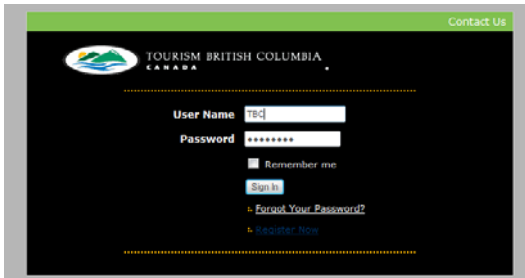 Contact Us
TOURISM BRITISH COLUMBIA
CANADA
User Name TBC
Password ••••••••
Remember me
Sign In
Forgot Your Password?
Register Now